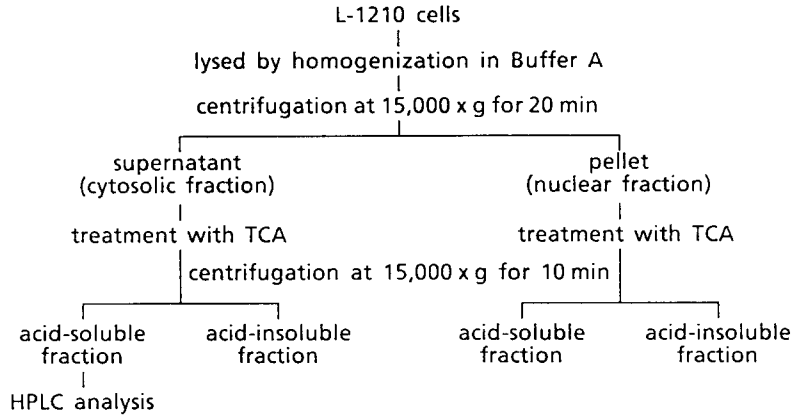 L-1210 cells
lysed by homogenization in Buffer A
centrifugation at 15,000 x g for 20 min
supernatant
(cytosolic fraction)
pellet
(nuclear fraction)
treatment with TCA
treatment with TCA
centrifugation at 15,000 x g for 10 min
acid-soluble
fraction
acid-insoluble
fraction
acid-soluble
fraction
acid-insoluble
fraction
HPLC analysis